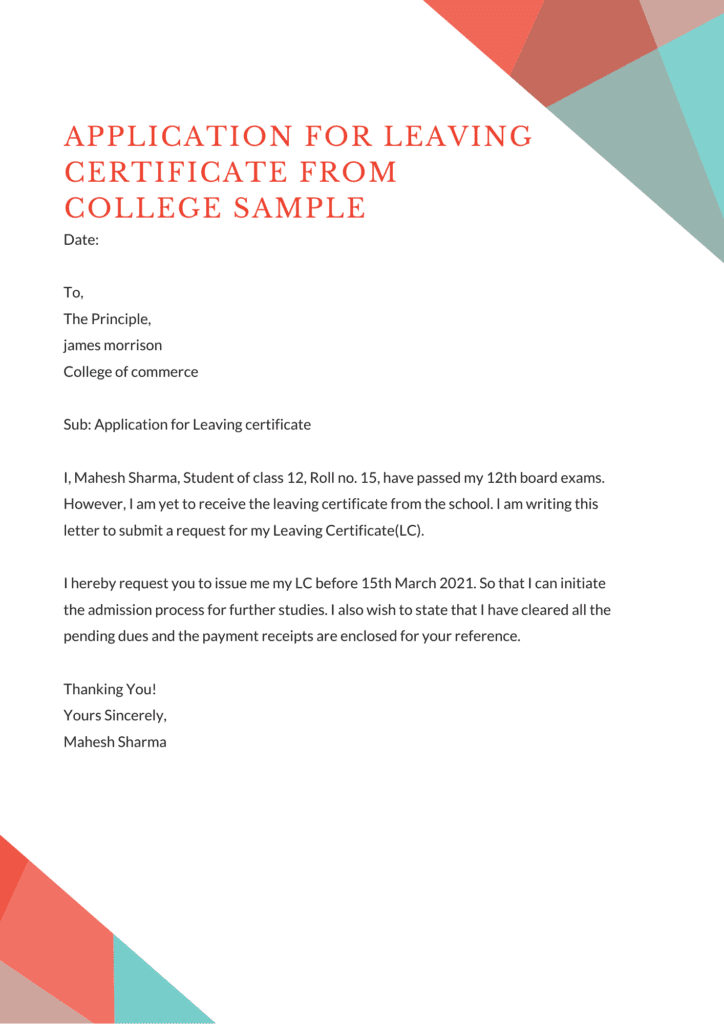 APPLICATION FOR LEAVING
CERTIFICATE FROM
COLLEGE SAMPLE
Date:
To,
The Principle,
james morrison
College of commerce
Sub: Application for Leaving certificate
I, Mahesh Sharma, Student of class 12, Roll no. 15, have passed my 12th board exams.
However, I am yet to receive the leaving certificate from the school. I am writing this
letter to submit a request for my Leaving Certificate(LC).
I hereby request you to issue me my LC before 15th March 2021. So that I can initiate
the admission process for further studies. I also wish to state that I have cleared all the
pending dues and the payment receipts are enclosed for your reference.
Thanking You!
Yours Sincerely,
Mahesh Sharma